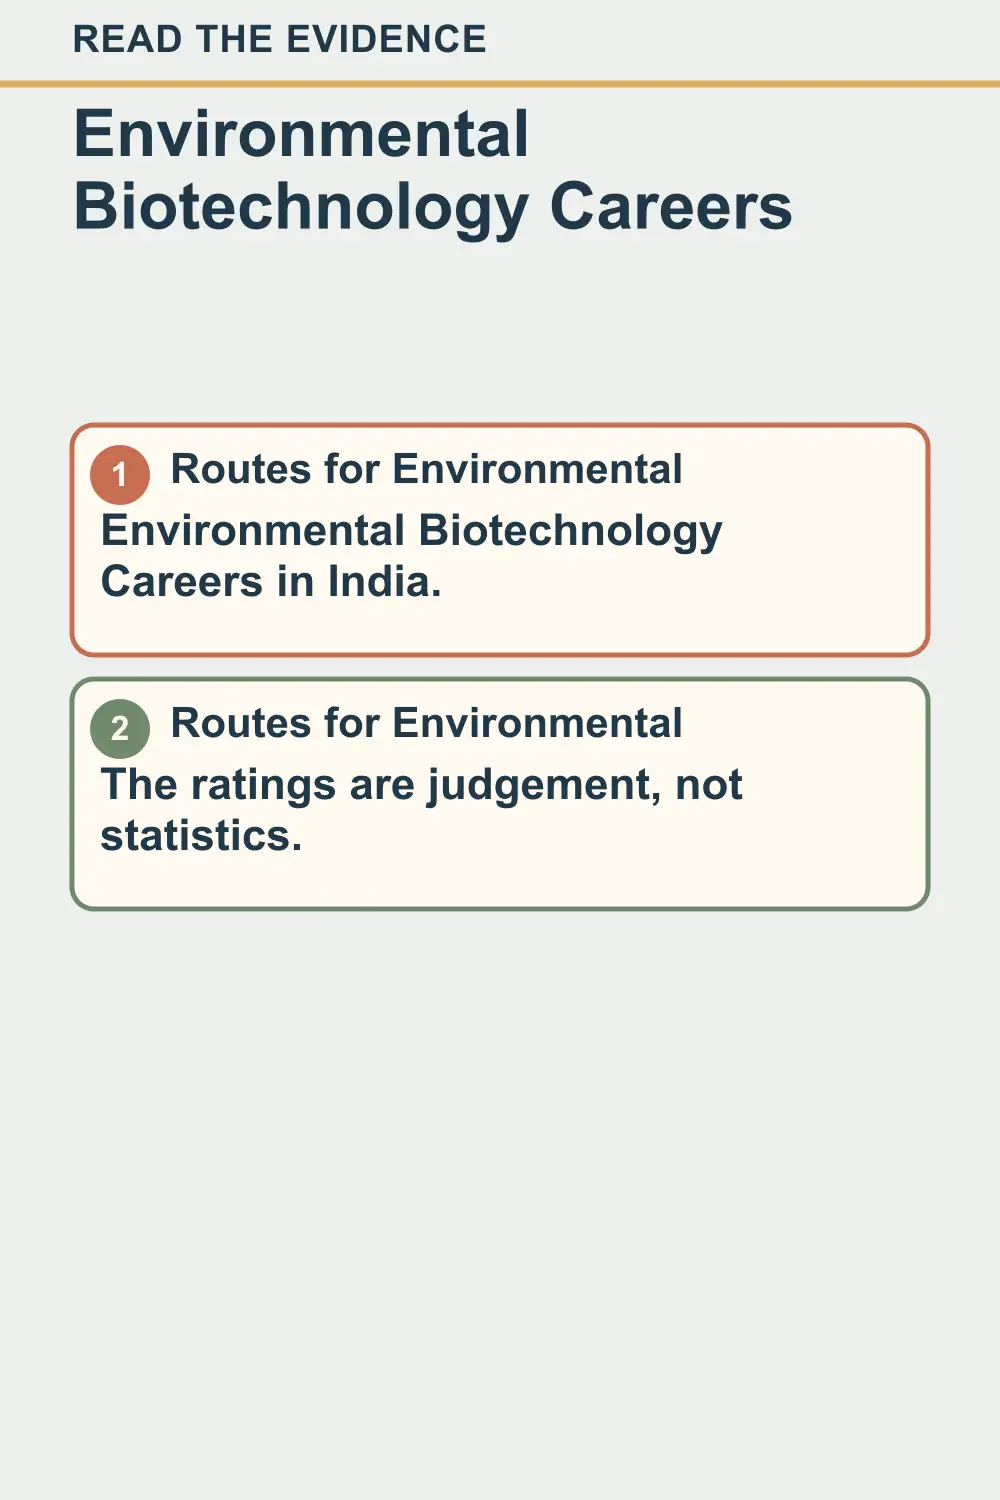 READ THE EVIDENCE
Environmental
Biotechnology Careers
1 Routes for Environmental
Environmental Biotechnology
Careers in India.
2 Routes for Environmental
The ratings are judgement, not
statistics.